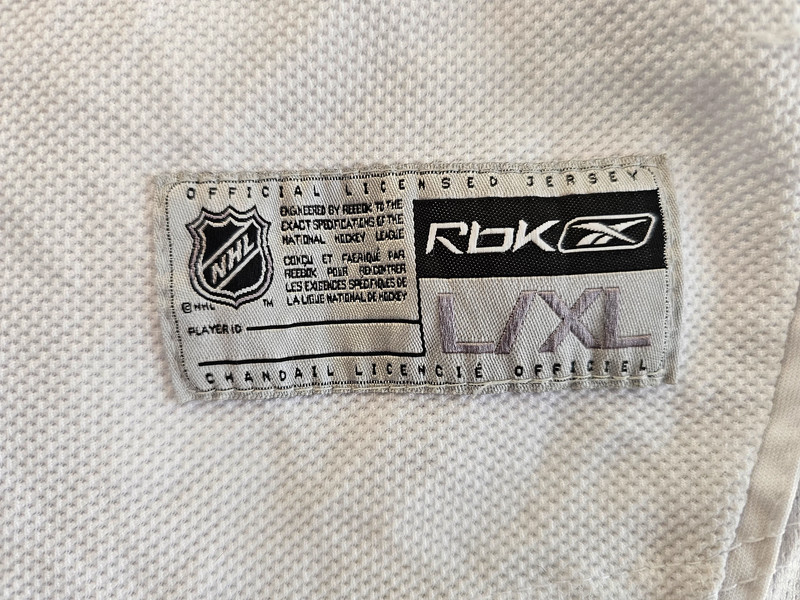 OFFICIAL LICENSED JERSEY
NHL
©NHL
TM
ENGINEERED BY REEBOK TO THE
EXACT SPECIFICATIONS OF THE
NATIONAL HOCKEY LEAGUE
CONÇU ET FABRIQUÉ PAR
REEBOK POUR RENCONTRER
LES EXIGENCES SPÉCIFIQUES DE
LA LIGUE NATIONAL DE HOCKEY
PLAYER ID
RbK
L/XL
CHANDAIL LICENCIÉ OFFICIEL